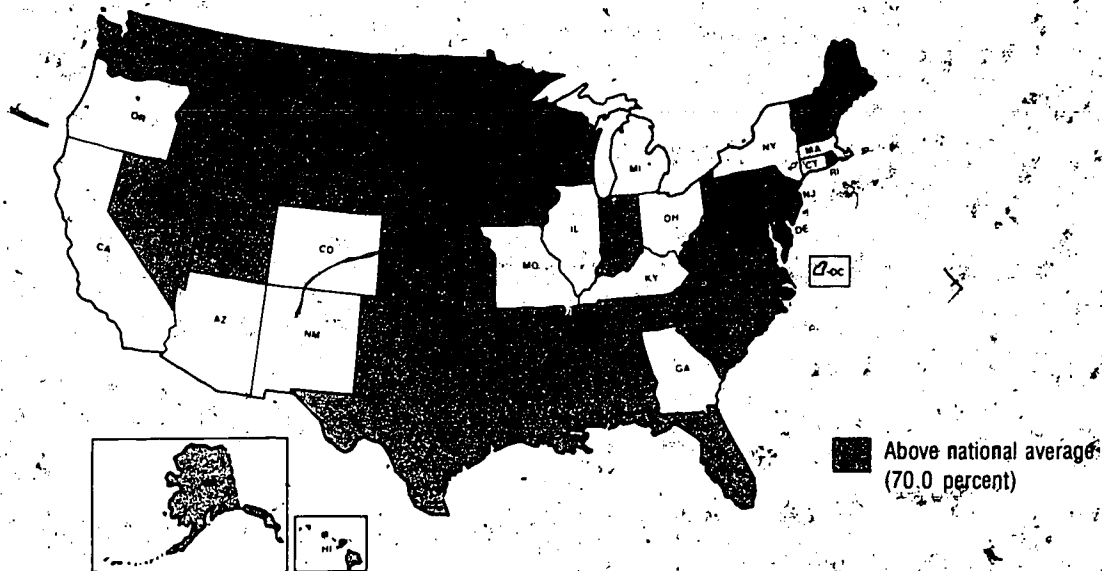 OR
CA
AZ
CO
NM
MO
IL
MI
OH
KY
GA
NY
MA
CT
RI
NJ
DE
DC
HI
Above national average
(70.0 percent)